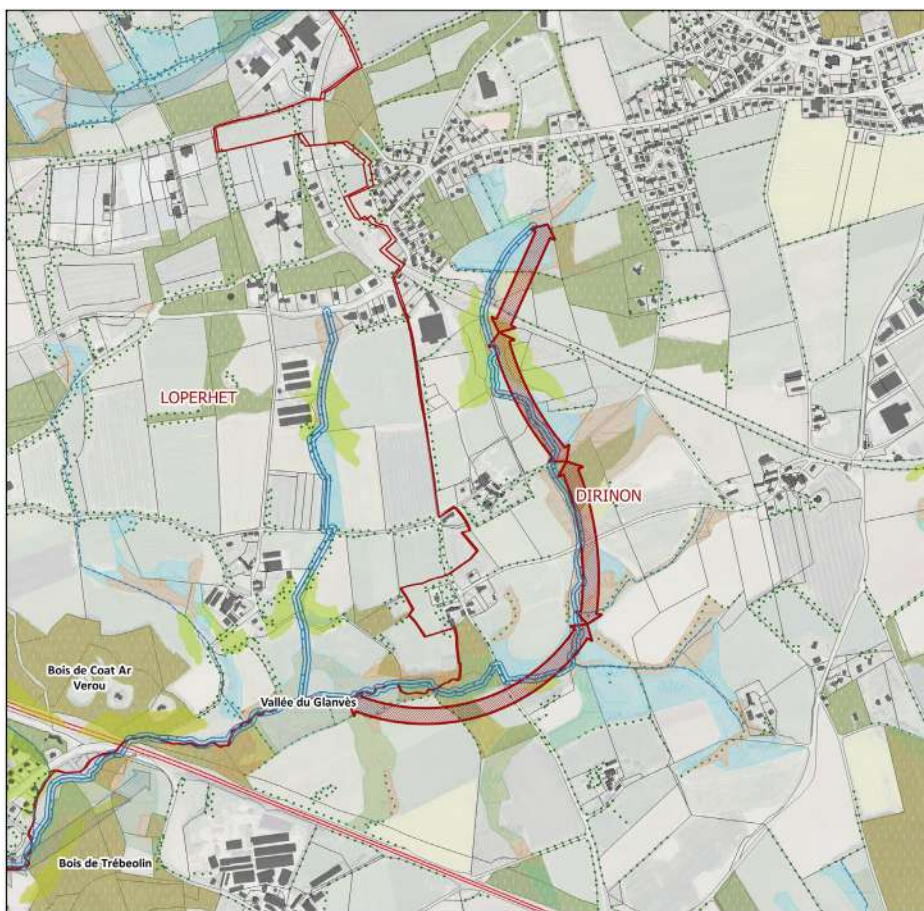 LOPERHET
DIRINON
Bois de Coat Ar
Verou
Vallée du Glanvès
Bois de Trébeolin